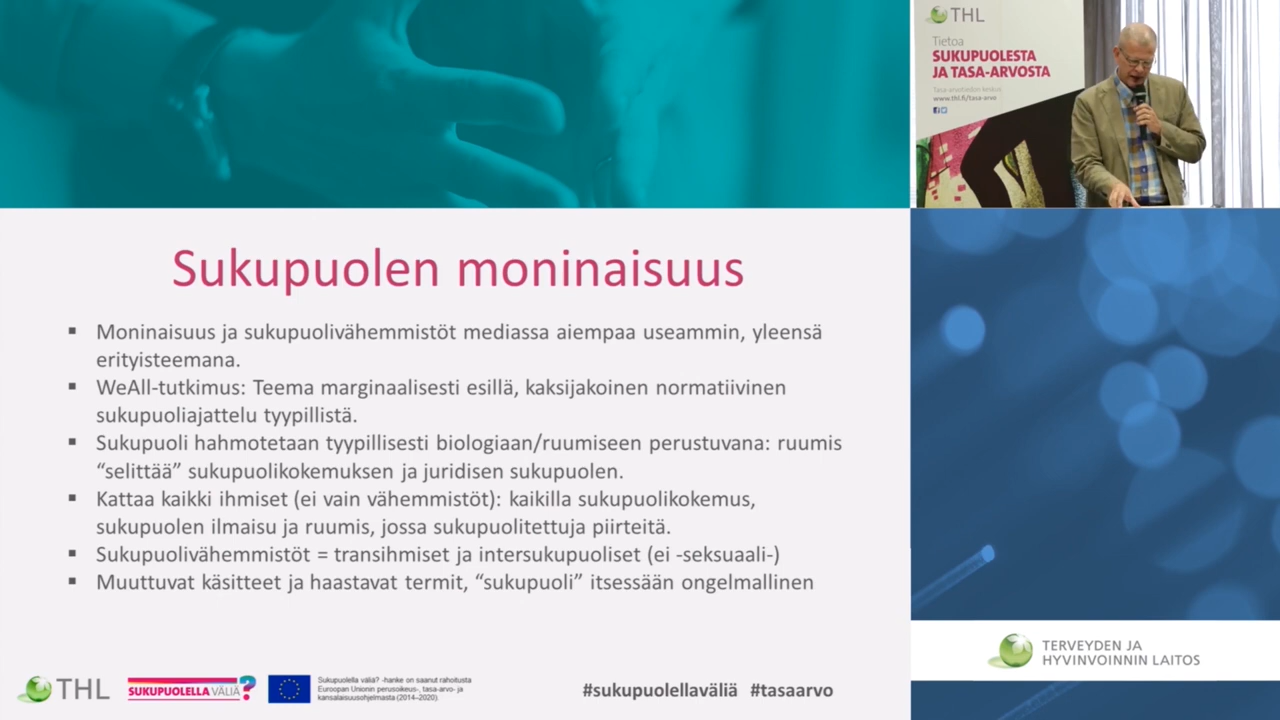 THL
Tietoa
SUKUPUOLESTA
JA TASA-ARVOSTA
Tasa-arvotiedon keskus
www.thl.fi/tasa-arvo
Sukupuolen moninaisuus
▪ Moninaisuus ja sukupuolivähemmistöt mediassa aiempaa useammin, yleensä
erityisteemana.
▪ WeAll-tutkimus: Teema marginaalisesti esillä, kaksijakoinen normatiivinen
sukupuoliajattelu tyypillistä.
▪ Sukupuoli hahmotetaan tyypillisesti biologiaan/ruumiseen perustuvana: ruumis
“selittää” sukupuolikokemuksen ja juridisen sukupuolen.
▪ Kattaa kaikki ihmiset (ei vain vähemmistöt): kaikilla sukupuolikokemus,
sukupuolen ilmaisu ja ruumis, jossa sukupuolitettuja piirteitä.
▪ Sukupuolivähemmistöt = transihmiset ja intersukupuoliset (ei -seksuaali-)
▪ Muuttuvat käsitteet ja haastavat termit, “sukupuoli” itsessään ongelmallinen
THL
SUKUPUOLELLA VÄLIÄ?
Sukupuolella väliä? -hanke on saanut rahoitusta
Euroopan Unionin perusoikeus-, tasa-arvo- ja
kansalaisuusohjelmasta (2014–2020).
#sukupuolellaväliä #tasaarvo
TERVEYDEN JA
HYVINVOINNIN LAITOS